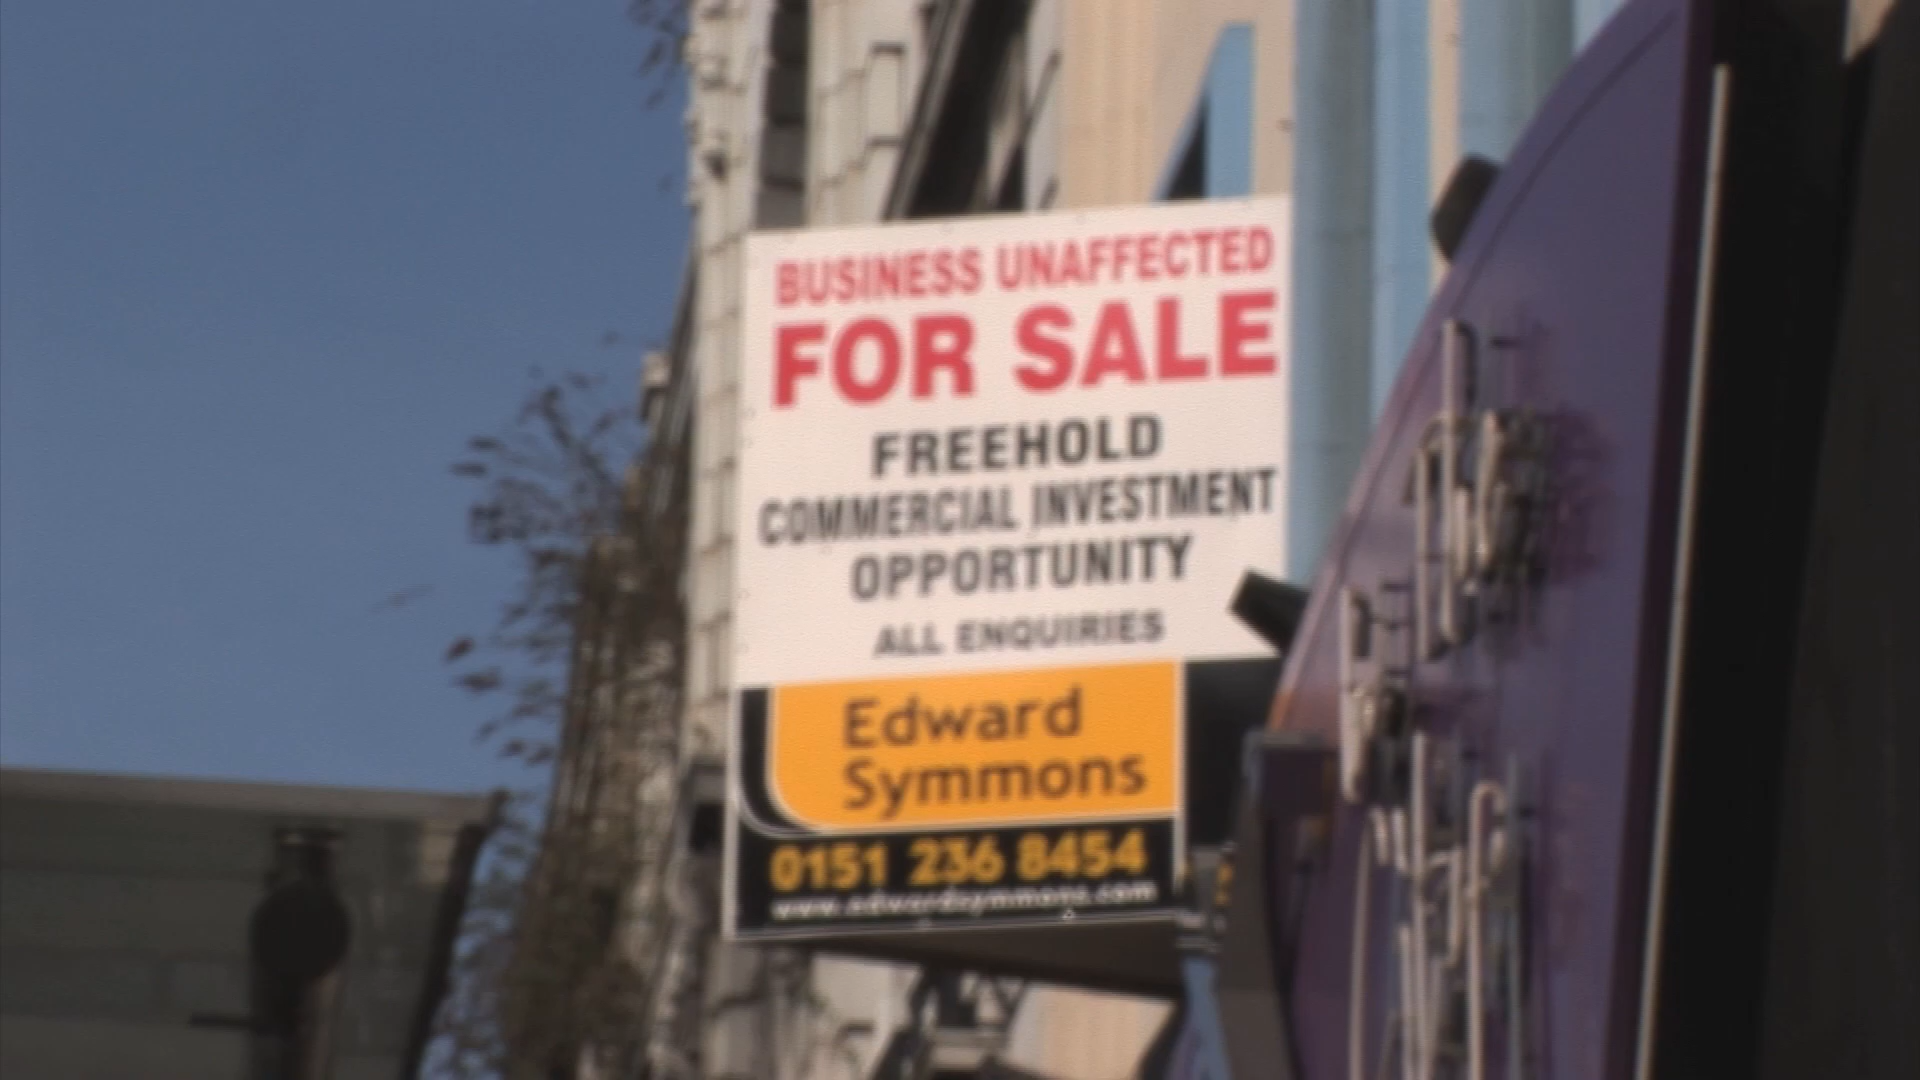 BUSINESS UNAFFECTED
FOR SALE
FREEHOLD
COMMERCIAL INVESTMENT
OPPORTUNITY
ALL ENQUIRIES
Edward
Symmons
0151 236 8454
www.edwardsymmons.com